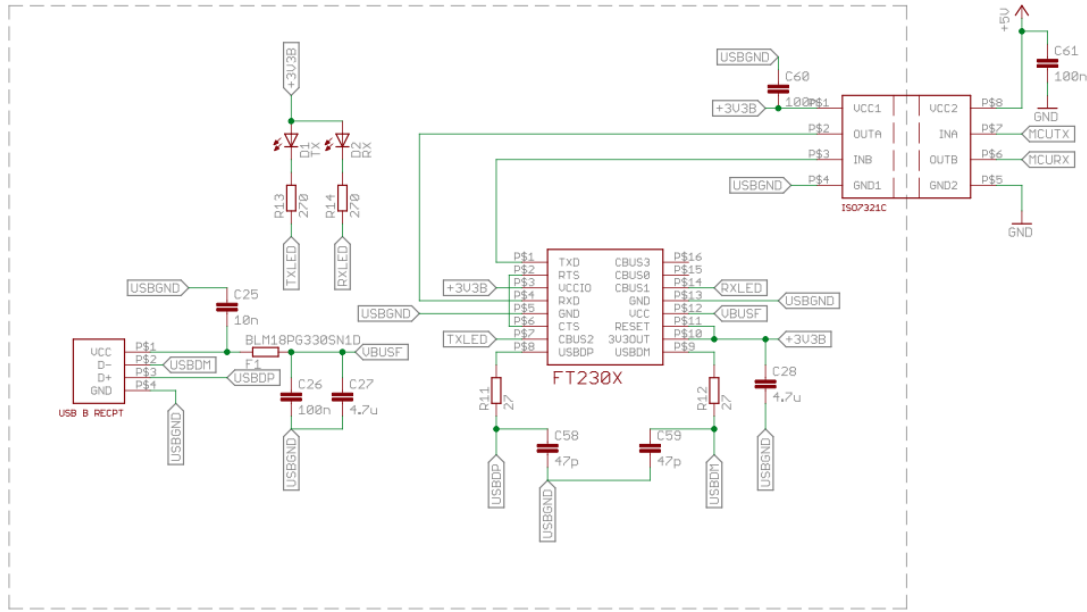 +5V
C61
100n
GND
USBGND
C60
100n
+3V3B
P$1
VCC1
VCC2
P$8
P$2
OUTA
INA
P$7
MCUTX
P$3
INB
OUTB
P$6
MCURX
USBGND
P$4
GND1
GND2
P$5
ISO7321C
GND
+3V3B
D1
TX
D2
RX
R13
270
R14
270
TXLED
RXLED
P$1
TXD
CBUS3
P$16
P$2
RTS
CBUS0
P$15
+3V3B
P$3
VCCIO
CBUS1
P$14
RXLED
P$4
RXD
GND
P$13
USBGND
USBGND
P$5
GND
VCC
P$12
VBUSF
P$6
CTS
RESET
P$11
TXLED
P$7
CBUS2
3V3OUT
P$10
+3V3B
P$8
USBDP
USBDM
P$9
FT230X
USBGND
C25
10n
BLM18PG330SN1D
F1
VBUSF
VCC
P$1
D-
P$2
USBDM
D+
P$3
USBDP
GND
P$4
USB B RECPT
USBGND
C26
100n
C27
4.7u
USBGND
R11
27
R12
27
C28
4.7u
C58
47p
C59
47p
USBDP
USBGND
USBDM
USBGND